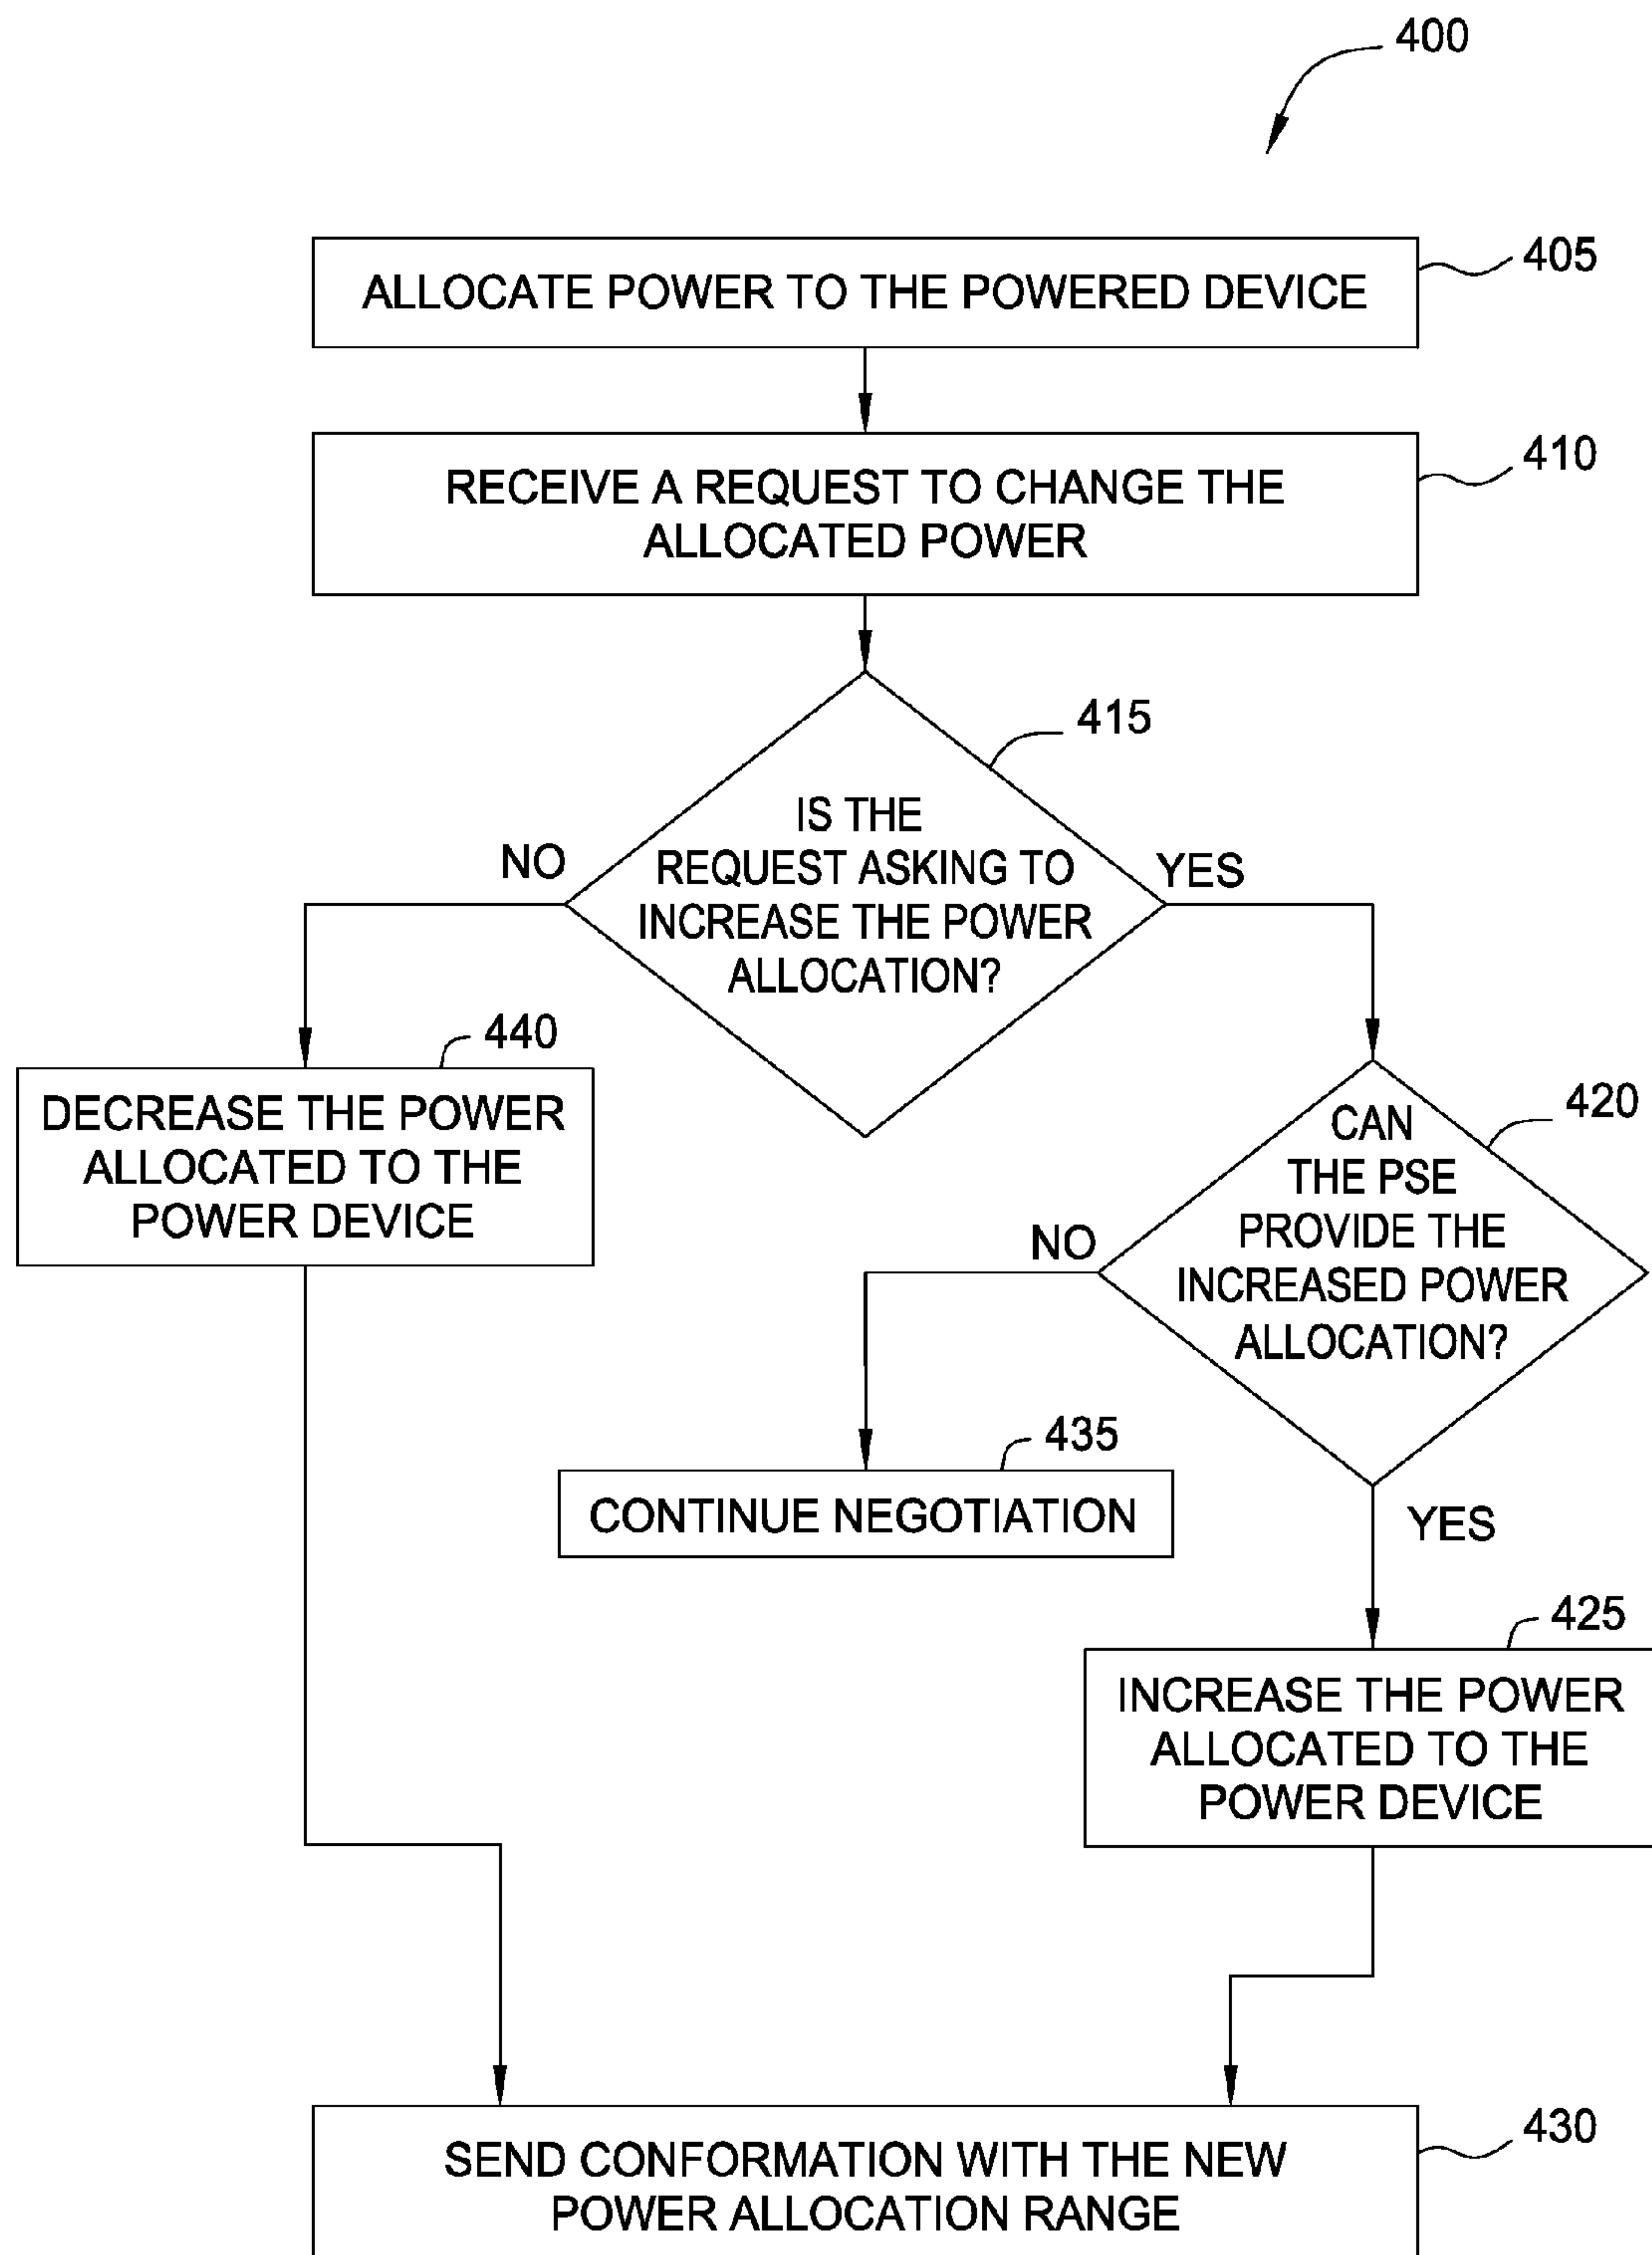 400
ALLOCATE POWER TO THE POWERED DEVICE
405
RECEIVE A REQUEST TO CHANGE THE
ALLOCATED POWER
410
415
IS THE
REQUEST ASKING TO
INCREASE THE POWER
ALLOCATION?
NO
YES
440
DECREASE THE POWER
ALLOCATED TO THE
POWER DEVICE
420
CAN
THE PSE
PROVIDE THE
INCREASED POWER
ALLOCATION?
NO
435
CONTINUE NEGOTIATION
YES
425
INCREASE THE POWER
ALLOCATED TO THE
POWER DEVICE
430
SEND CONFORMATION WITH THE NEW
POWER ALLOCATION RANGE